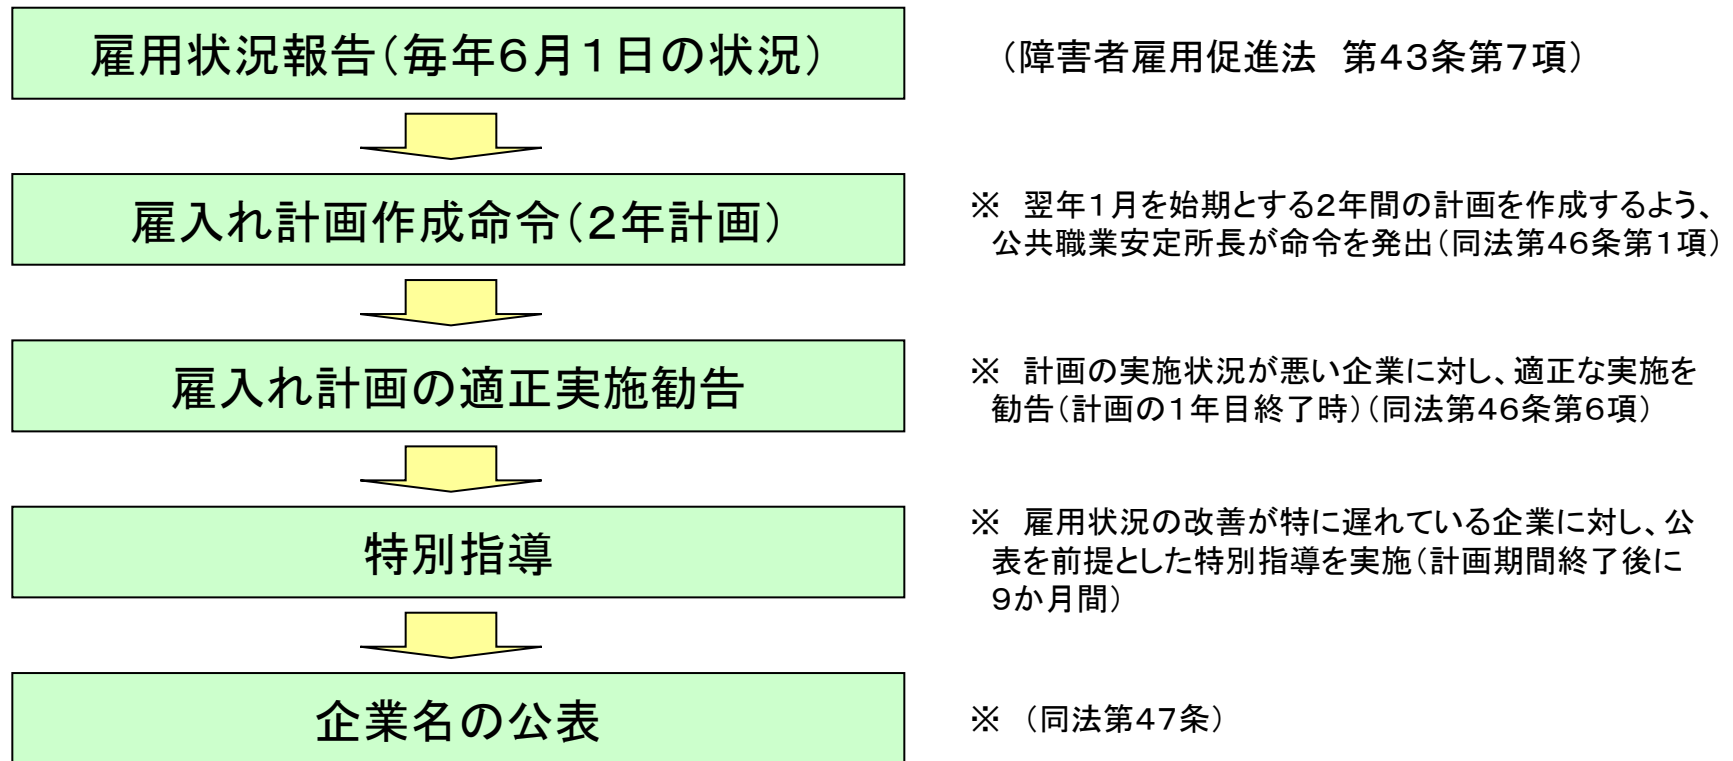 雇用状況報告（毎年６月１日の状況）
（障害者雇用促進法　第４３条第７項）
雇入れ計画作成命令（２年計画）
※　翌年１月を始期とする２年間の計画を作成するよう、
公共職業安定所長が命令を発出（同法第４６条第１項）
雇入れ計画の適正実施勧告
※　計画の実施状況が悪い企業に対し、適正な実施を
勧告（計画の１年目終了時）（同法第４６条第６項）
特別指導
※　雇用状況の改善が特に遅れている企業に対し、公
表を前提とした特別指導を実施（計画期間終了後に
９か月間）
企業名の公表
※　（同法第４７条）